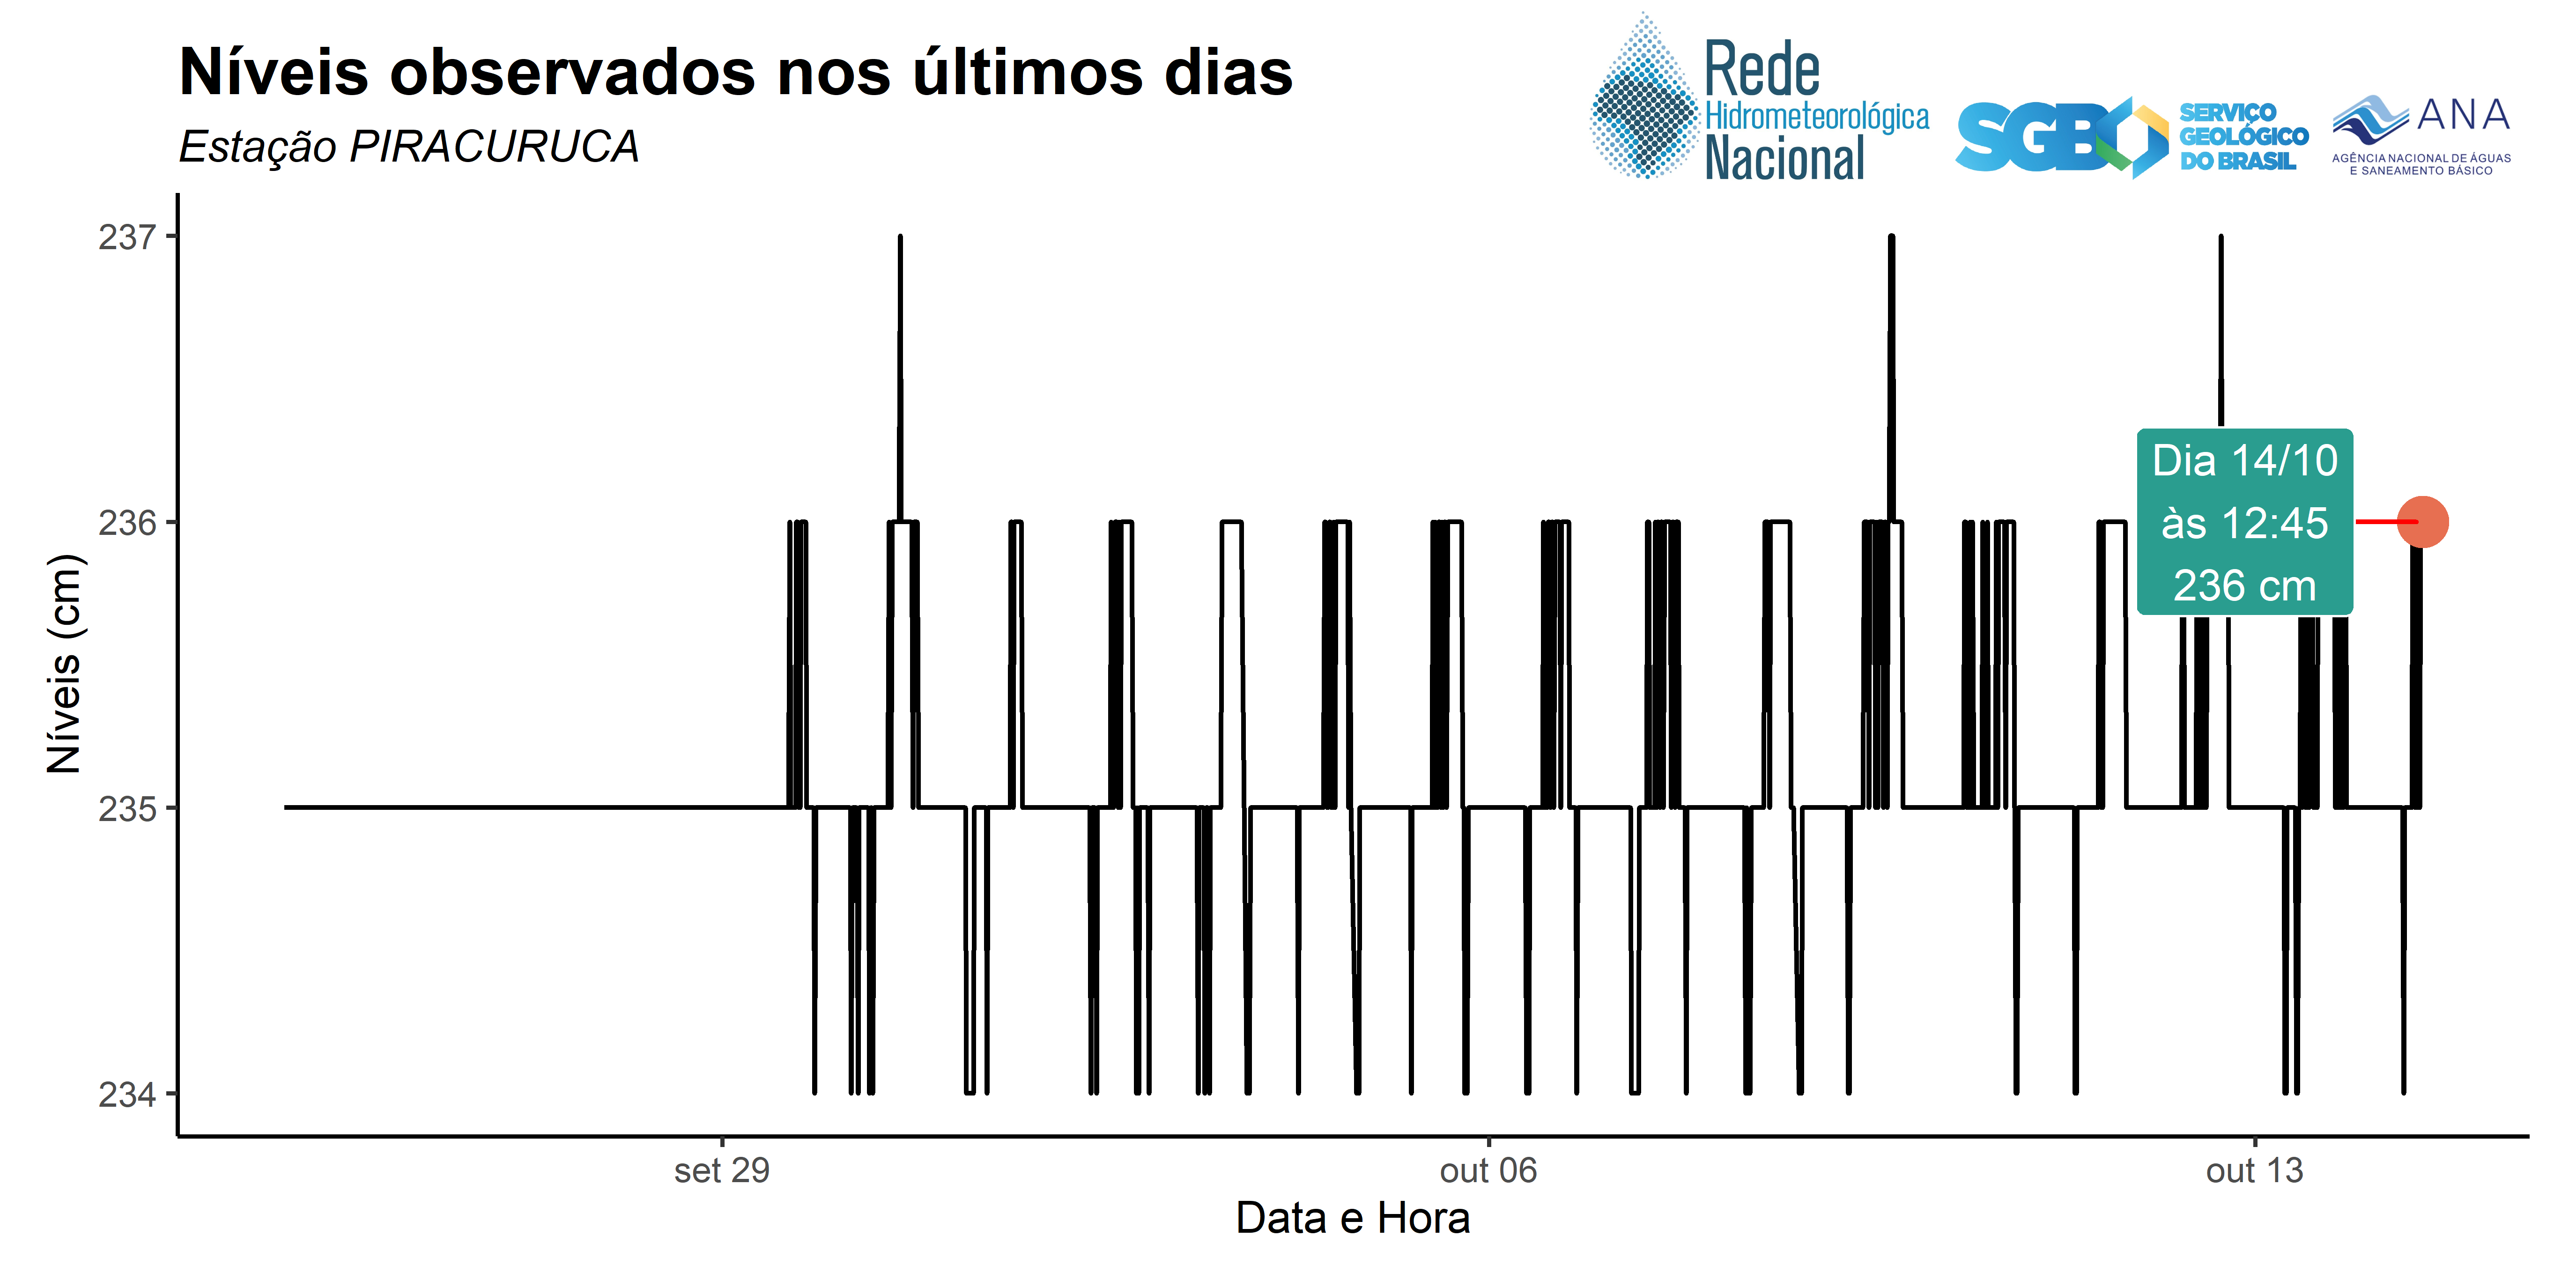 Níveis observados nos últimos dias
Estação PIRACURUCA
Rede
Hidrometeorológica
Nacional
SGB
SERVIÇO
GEOLÓGICO
DO BRASIL
ANA
AGÊNCIA NACIONAL DE ÁGUAS
E SANEAMENTO BÁSICO
237
236
235
234
Níveis (cm)
Dia 14/10
às 12:45
236 cm
set 29
out 06
out 13
Data e Hora